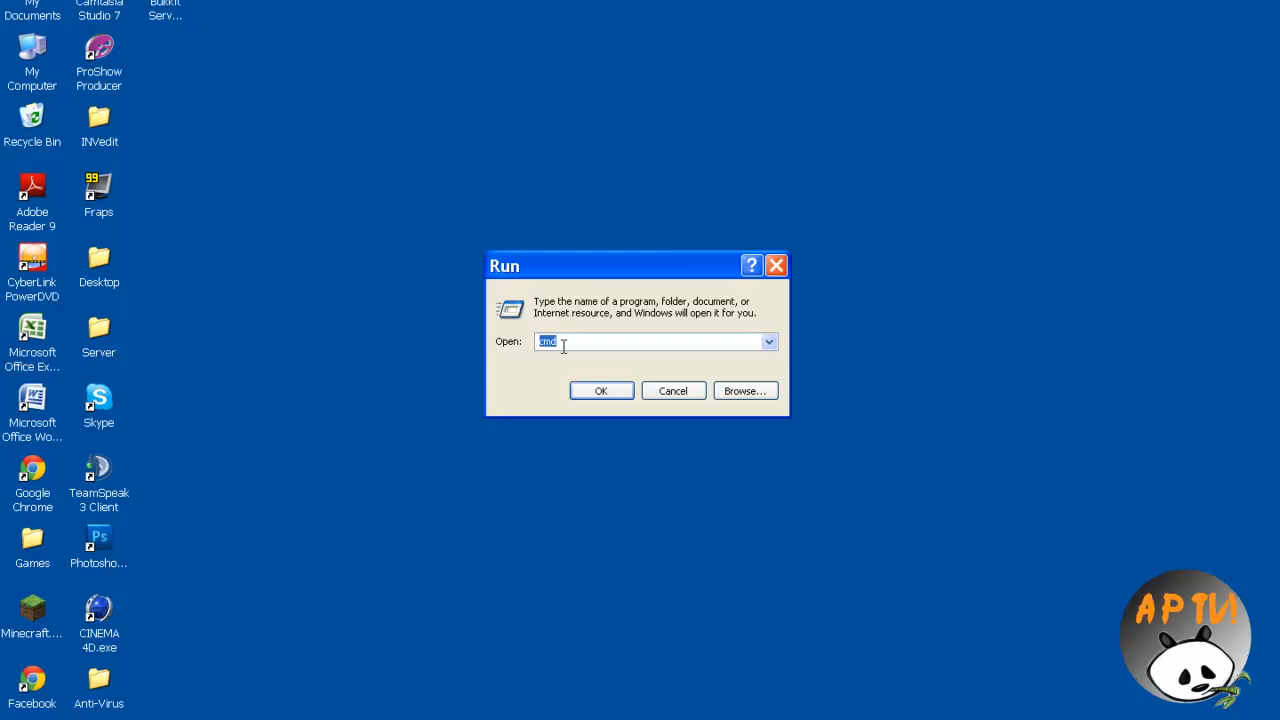 My
Documents
Camtasia
Studio 7
Bukkit
Serv...
My
Computer
ProShow
Producer
Recycle Bin
INVedit
Adobe
Reader 9
99
Fraps
CyberLink
PowerDVD
Desktop
Microsoft
Office Ex...
Server
Microsoft
Office Wo...
Skype
Google
Chrome
TeamSpeak
3 Client
Games
Ps
Photosho...
Minecraft....
CINEMA
4D.exe
Facebook
Anti-Virus
Run
Type the name of a program, folder, document, or
Internet resource, and Windows will open it for you.
Open: cmd
OK Cancel Browse...
APTV!